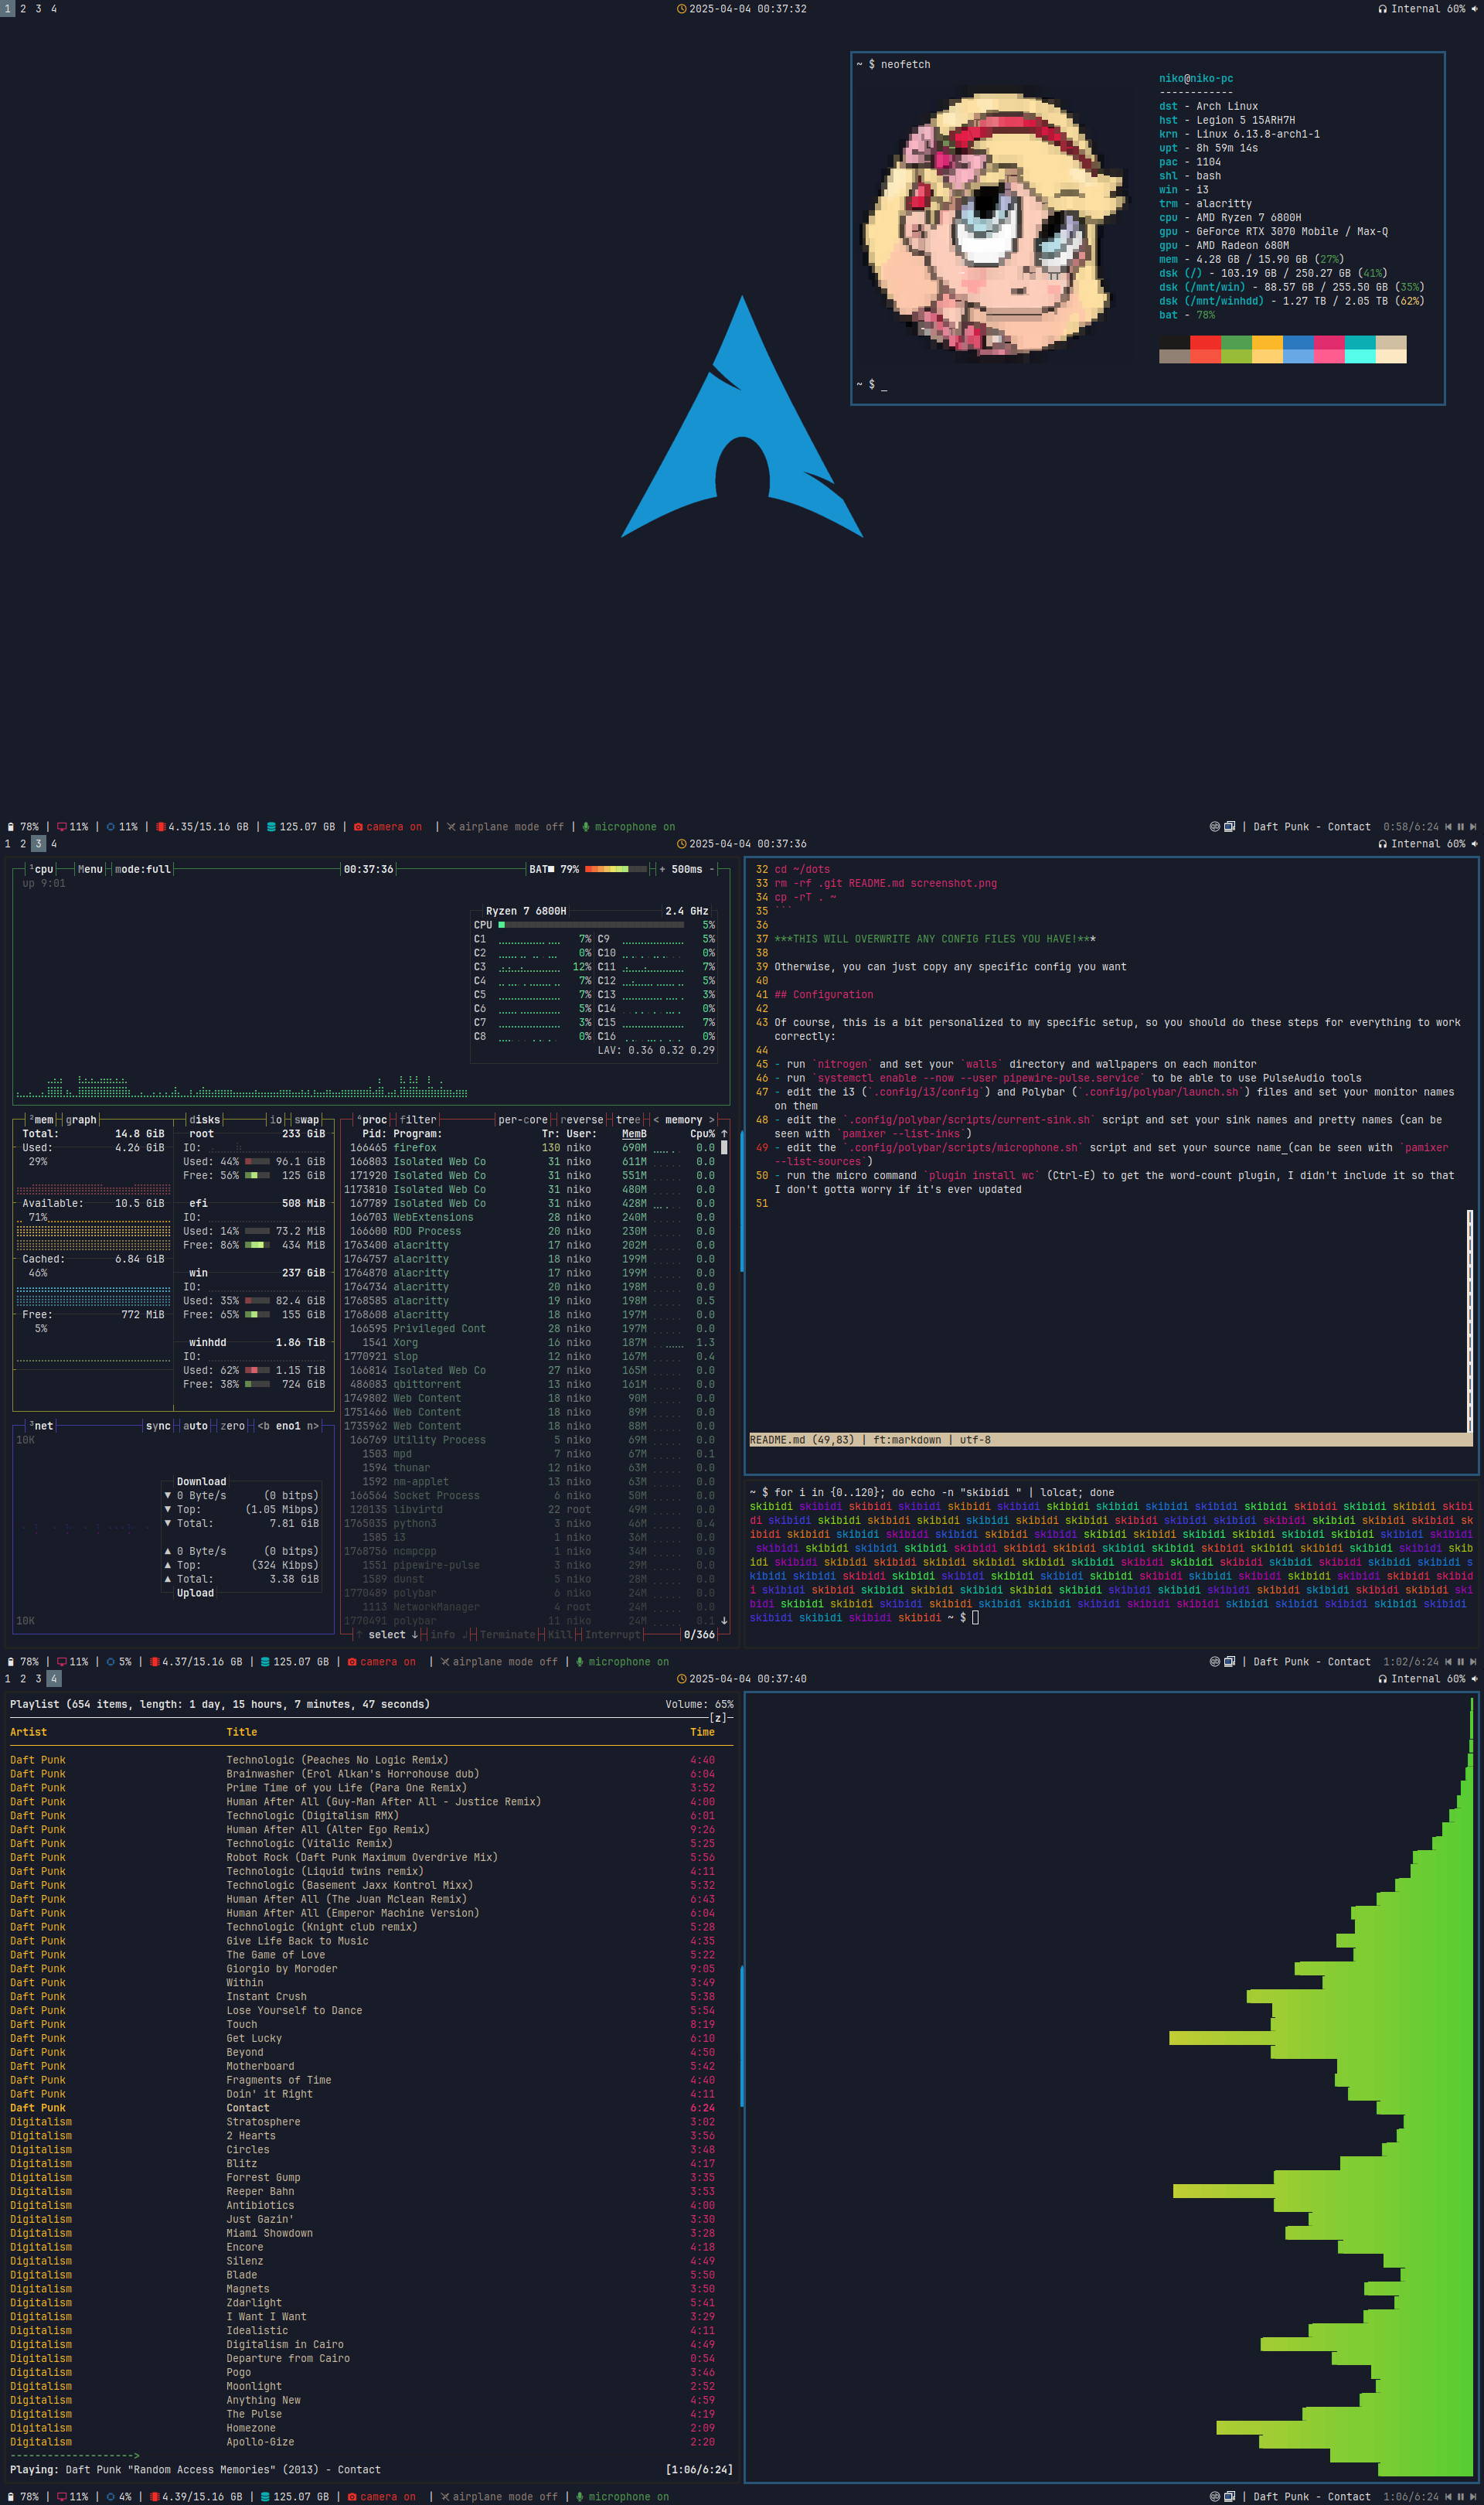 1 2 3 4
2025-04-04 00:37:32
Internal 60%
~ $ neofetch
niko@niko-pc
------------
dst - Arch Linux
hst - Legion 5 15ARH7H
krn - Linux 6.13.8-arch1-1
upt - 8h 59m 14s
pac - 1104
shl - bash
win - i3
trm - alacritty
cpu - AMD Ryzen 7 6800H
gpu - GeForce RTX 3070 Mobile / Max-Q
gpu - AMD Radeon 680M
mem - 4.28 GB / 15.90 GB (27%)
dsk (/) - 103.19 GB / 250.27 GB (41%)
dsk (/mnt/win) - 88.57 GB / 255.50 GB (35%)
dsk (/mnt/winhdd) - 1.27 TB / 2.05 TB (62%)
bat - 78%
~ $ _
78% | 11% | 11% | 4.35/15.16 GB | 125.07 GB | camera on | airplane mode off | microphone on
| Daft Punk - Contact 0:58/6:24
1 2 3 4
2025-04-04 00:37:36
Internal 60%
¹cpu Menu mode:full 00:37:36 BAT 79% + 500ms -
up 9:01
Ryzen 7 6800H 2.4 GHz
CPU 5%
C1 7% C9 5%
C2 0% C10 0%
C3 12% C11 7%
C4 7% C12 5%
C5 7% C13 3%
C6 5% C14 0%
C7 3% C15 7%
C8 0% C16 0%
LAV: 0.36 0.32 0.29
²mem graph disks io swap
Total: 14.8 GiB
Used: 4.26 GiB
29%
Available: 10.5 GiB
71%
Cached: 6.84 GiB
46%
Free: 772 MiB
5%
root 233 GiB
IO:
Used: 44% 96.1 GiB
Free: 56% 125 GiB
efi 508 MiB
IO:
Used: 14% 73.2 MiB
Free: 86% 434 MiB
win 237 GiB
IO:
Used: 35% 82.4 GiB
Free: 65% 155 GiB
winhdd 1.86 TiB
IO:
Used: 62% 1.15 TiB
Free: 38% 724 GiB
³net sync auto zero <b eno1 n>
10K
Download
▼ 0 Byte/s (0 bitps)
▼ Top: (1.05 Mibps)
▼ Total: 7.81 GiB
▲ 0 Byte/s (0 bitps)
▲ Top: (324 Kibps)
▲ Total: 3.38 GiB
Upload
10K
⁴proc filter per-core reverse tree < memory >
Pid: Program: Tr: User: MemB Cpu% ↑
166465 firefox 130 niko 690M 0.0
166803 Isolated Web Co 31 niko 611M 0.0
171920 Isolated Web Co 31 niko 551M 0.0
1173810 Isolated Web Co 31 niko 480M 0.0
167789 Isolated Web Co 31 niko 428M 0.0
166703 WebExtensions 28 niko 240M 0.0
166600 RDD Process 20 niko 230M 0.0
1763400 alacritty 17 niko 202M 0.0
1764757 alacritty 18 niko 199M 0.0
1764870 alacritty 17 niko 199M 0.0
1764734 alacritty 20 niko 198M 0.0
1768585 alacritty 19 niko 198M 0.5
1768608 alacritty 18 niko 197M 0.0
166595 Privileged Cont 28 niko 197M 0.0
1541 Xorg 16 niko 187M 1.3
1770921 slop 12 niko 167M 0.4
166814 Isolated Web Co 27 niko 165M 0.0
486083 qbittorrent 13 niko 161M 0.0
1749802 Web Content 18 niko 90M 0.0
1751466 Web Content 18 niko 89M 0.0
1735962 Web Content 18 niko 88M 0.0
166769 Utility Process 5 niko 69M 0.0
1503 mpd 7 niko 67M 0.1
1594 thunar 12 niko 63M 0.0
1592 nm-applet 13 niko 63M 0.0
166564 Socket Process 6 niko 50M 0.0
120135 libvirtd 22 root 49M 0.0
1765035 python3 3 niko 46M 0.4
1585 i3 1 niko 36M 0.0
1768756 ncmpcpp 1 niko 34M 0.0
1551 pipewire-pulse 3 niko 29M 0.0
1589 dunst 5 niko 28M 0.0
1770489 polybar 6 niko 24M 0.0
1113 NetworkManager 4 root 24M 0.0
1770491 polybar 11 niko 24M 0.1 ↓
↑ select ↓ info ↲ Terminate Kill Interrupt 0/366
32 cd ~/dots
33 rm -rf .git README.md screenshot.png
34 cp -rT . ~
35 ```
36
37 ***THIS WILL OVERWRITE ANY CONFIG FILES YOU HAVE!***
38
39 Otherwise, you can just copy any specific config you want
40
41 ## Configuration
42
43 Of course, this is a bit personalized to my specific setup, so you should do these steps for everything to work
correctly:
44
45 - run `nitrogen` and set your `walls` directory and wallpapers on each monitor
46 - run `systemctl enable --now --user pipewire-pulse.service` to be able to use PulseAudio tools
47 - edit the i3 (`.config/i3/config`) and Polybar (`.config/polybar/launch.sh`) files and set your monitor names
on them
48 - edit the `.config/polybar/scripts/current-sink.sh` script and set your sink names and pretty names (can be
seen with `pamixer --list-inks`)
49 - edit the `.config/polybar/scripts/microphone.sh` script and set your source name_(can be seen with `pamixer
--list-sources`)
50 - run the micro command `plugin install wc` (Ctrl-E) to get the word-count plugin, I didn't include it so that
I don't gotta worry if it's ever updated
51
README.md (49,83) | ft:markdown | utf-8
~ $ for i in {0..120}; do echo -n "skibidi " | lolcat; done
skibidi skibidi skibidi skibidi skibidi skibidi skibidi skibidi skibidi skibidi skibidi skibidi skibidi skibidi skibi
di skibidi skibidi skibidi skibidi skibidi skibidi skibidi skibidi skibidi skibidi skibidi skibidi skibidi skibidi sk
ibidi skibidi skibidi skibidi skibidi skibidi skibidi skibidi skibidi skibidi skibidi skibidi skibidi skibidi skibidi
 skibidi skibidi skibidi skibidi skibidi skibidi skibidi skibidi skibidi skibidi skibidi skibidi skibidi skibidi skib
idi skibidi skibidi skibidi skibidi skibidi skibidi skibidi skibidi skibidi skibidi skibidi skibidi skibidi skibidi s
kibidi skibidi skibidi skibidi skibidi skibidi skibidi skibidi skibidi skibidi skibidi skibidi skibidi skibidi skibid
i skibidi skibidi skibidi skibidi skibidi skibidi skibidi skibidi skibidi skibidi skibidi skibidi skibidi skibidi ski
bidi skibidi skibidi skibidi skibidi skibidi skibidi skibidi skibidi skibidi skibidi skibidi skibidi skibidi skibidi
skibidi skibidi skibidi skibidi ~ $
78% | 11% | 5% | 4.37/15.16 GB | 125.07 GB | camera on | airplane mode off | microphone on
| Daft Punk - Contact 1:02/6:24
1 2 3 4
2025-04-04 00:37:40
Internal 60%
Playlist (654 items, length: 1 day, 15 hours, 7 minutes, 47 seconds) Volume: 65%
[z]
Artist Title Time
Daft Punk Technologic (Peaches No Logic Remix) 4:40
Daft Punk Brainwasher (Erol Alkan's Horrohouse dub) 6:04
Daft Punk Prime Time of you Life (Para One Remix) 3:52
Daft Punk Human After All (Guy-Man After All - Justice Remix) 4:00
Daft Punk Technologic (Digitalism RMX) 6:01
Daft Punk Human After All (Alter Ego Remix) 9:26
Daft Punk Technologic (Vitalic Remix) 5:25
Daft Punk Robot Rock (Daft Punk Maximum Overdrive Mix) 5:56
Daft Punk Technologic (Liquid twins remix) 4:11
Daft Punk Technologic (Basement Jaxx Kontrol Mixx) 5:32
Daft Punk Human After All (The Juan Mclean Remix) 6:43
Daft Punk Human After All (Emperor Machine Version) 6:04
Daft Punk Technologic (Knight club remix) 5:28
Daft Punk Give Life Back to Music 4:35
Daft Punk The Game of Love 5:22
Daft Punk Giorgio by Moroder 9:05
Daft Punk Within 3:49
Daft Punk Instant Crush 5:38
Daft Punk Lose Yourself to Dance 5:54
Daft Punk Touch 8:19
Daft Punk Get Lucky 6:10
Daft Punk Beyond 4:50
Daft Punk Motherboard 5:42
Daft Punk Fragments of Time 4:40
Daft Punk Doin' it Right 4:11
Daft Punk Contact 6:24
Digitalism Stratosphere 3:02
Digitalism 2 Hearts 3:56
Digitalism Circles 3:48
Digitalism Blitz 4:17
Digitalism Forrest Gump 3:35
Digitalism Reeper Bahn 3:53
Digitalism Antibiotics 4:00
Digitalism Just Gazin' 3:30
Digitalism Miami Showdown 3:28
Digitalism Encore 4:18
Digitalism Silenz 4:49
Digitalism Blade 5:50
Digitalism Magnets 3:50
Digitalism Zdarlight 5:41
Digitalism I Want I Want 3:29
Digitalism Idealistic 4:11
Digitalism Digitalism in Cairo 4:49
Digitalism Departure from Cairo 0:54
Digitalism Pogo 3:46
Digitalism Moonlight 2:52
Digitalism Anything New 4:59
Digitalism The Pulse 4:19
Digitalism Homezone 2:09
Digitalism Apollo-Gize 2:20
-------------------->
Playing: Daft Punk "Random Access Memories" (2013) - Contact [1:06/6:24]
78% | 11% | 4% | 4.39/15.16 GB | 125.07 GB | camera on | airplane mode off | microphone on
| Daft Punk - Contact 1:06/6:24